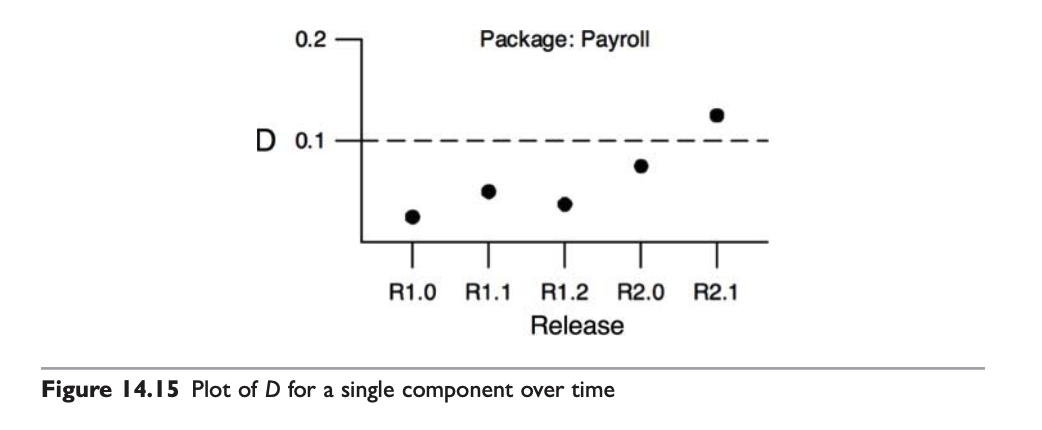 Package: Payroll
0.2
D 0.1
R1.0 R1.1 R1.2 R2.0 R2.1
Release
Figure 14.15 Plot of D for a single component over time